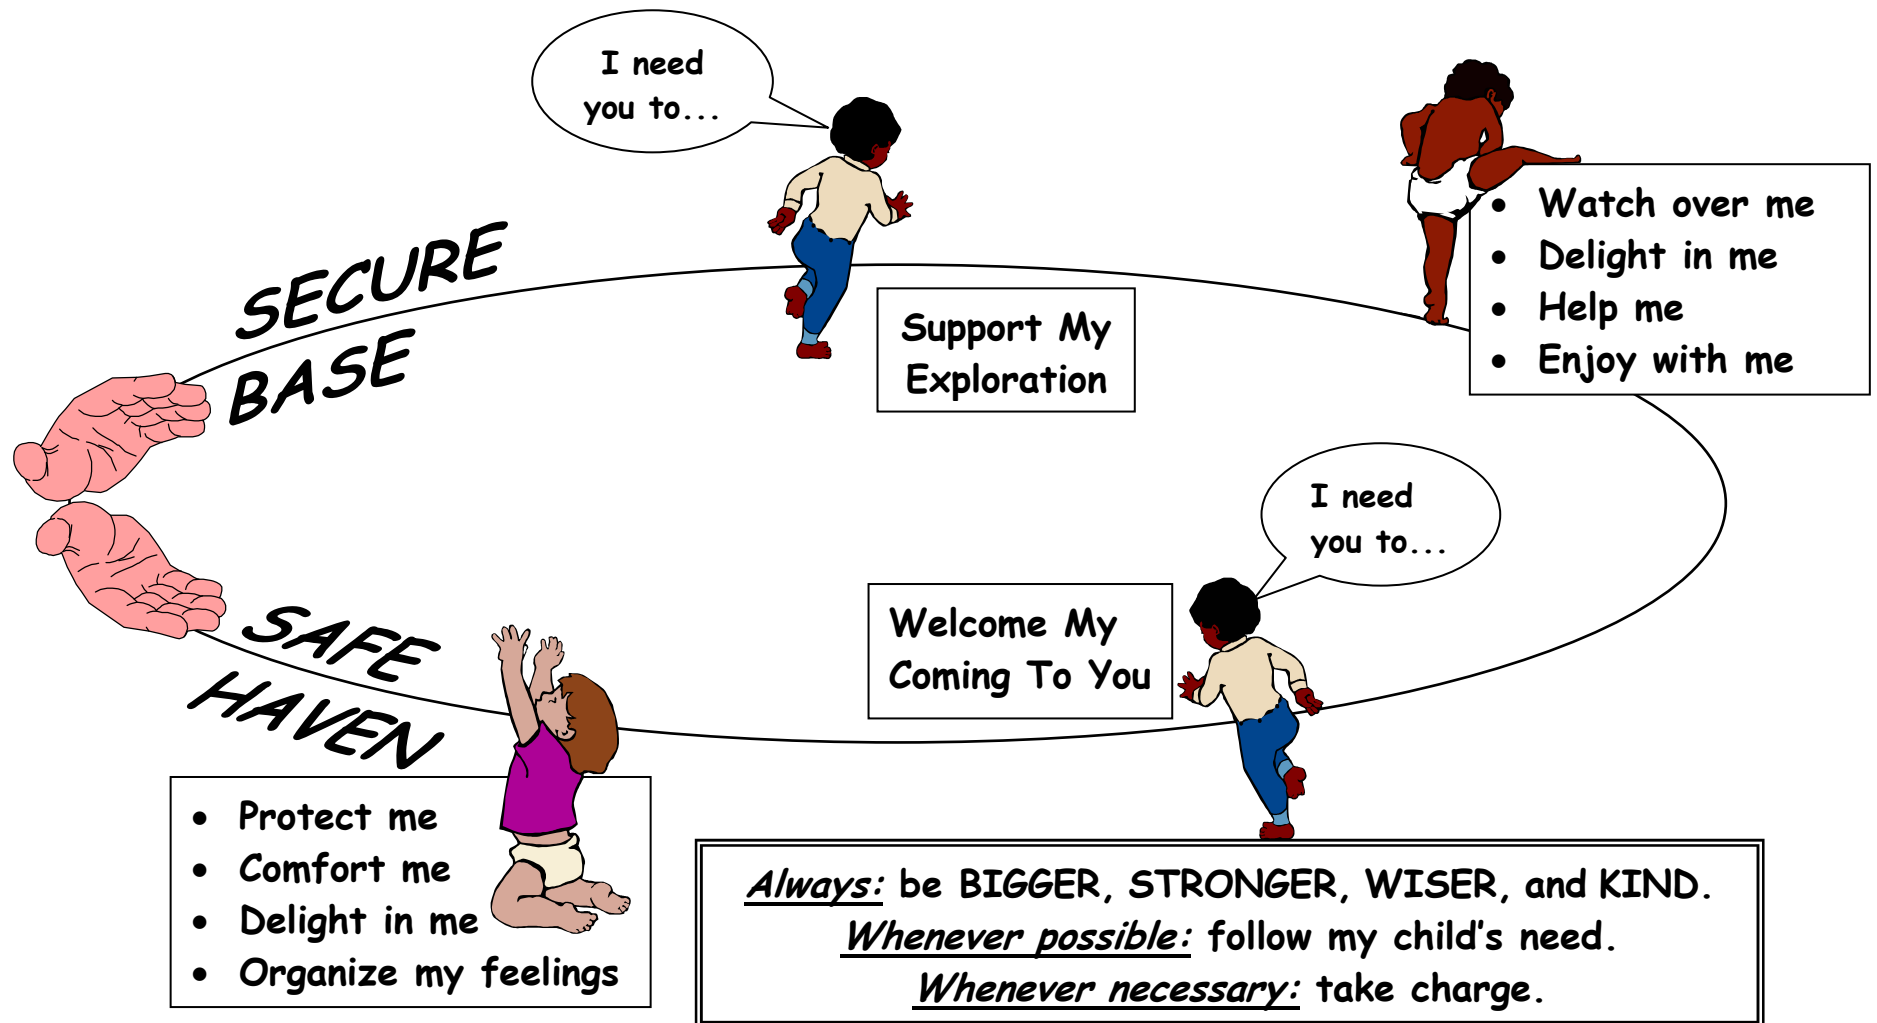 I need
you to...
SECURE
BASE
Support My
Exploration
• Watch over me
• Delight in me
• Help me
• Enjoy with me
I need
you to...
Welcome My
Coming To You
SAFE
HAVEN
• Protect me
• Comfort me
• Delight in me
• Organize my feelings
Always: be BIGGER, STRONGER, WISER, and KIND.
Whenever possible: follow my child's need.
Whenever necessary: take charge.